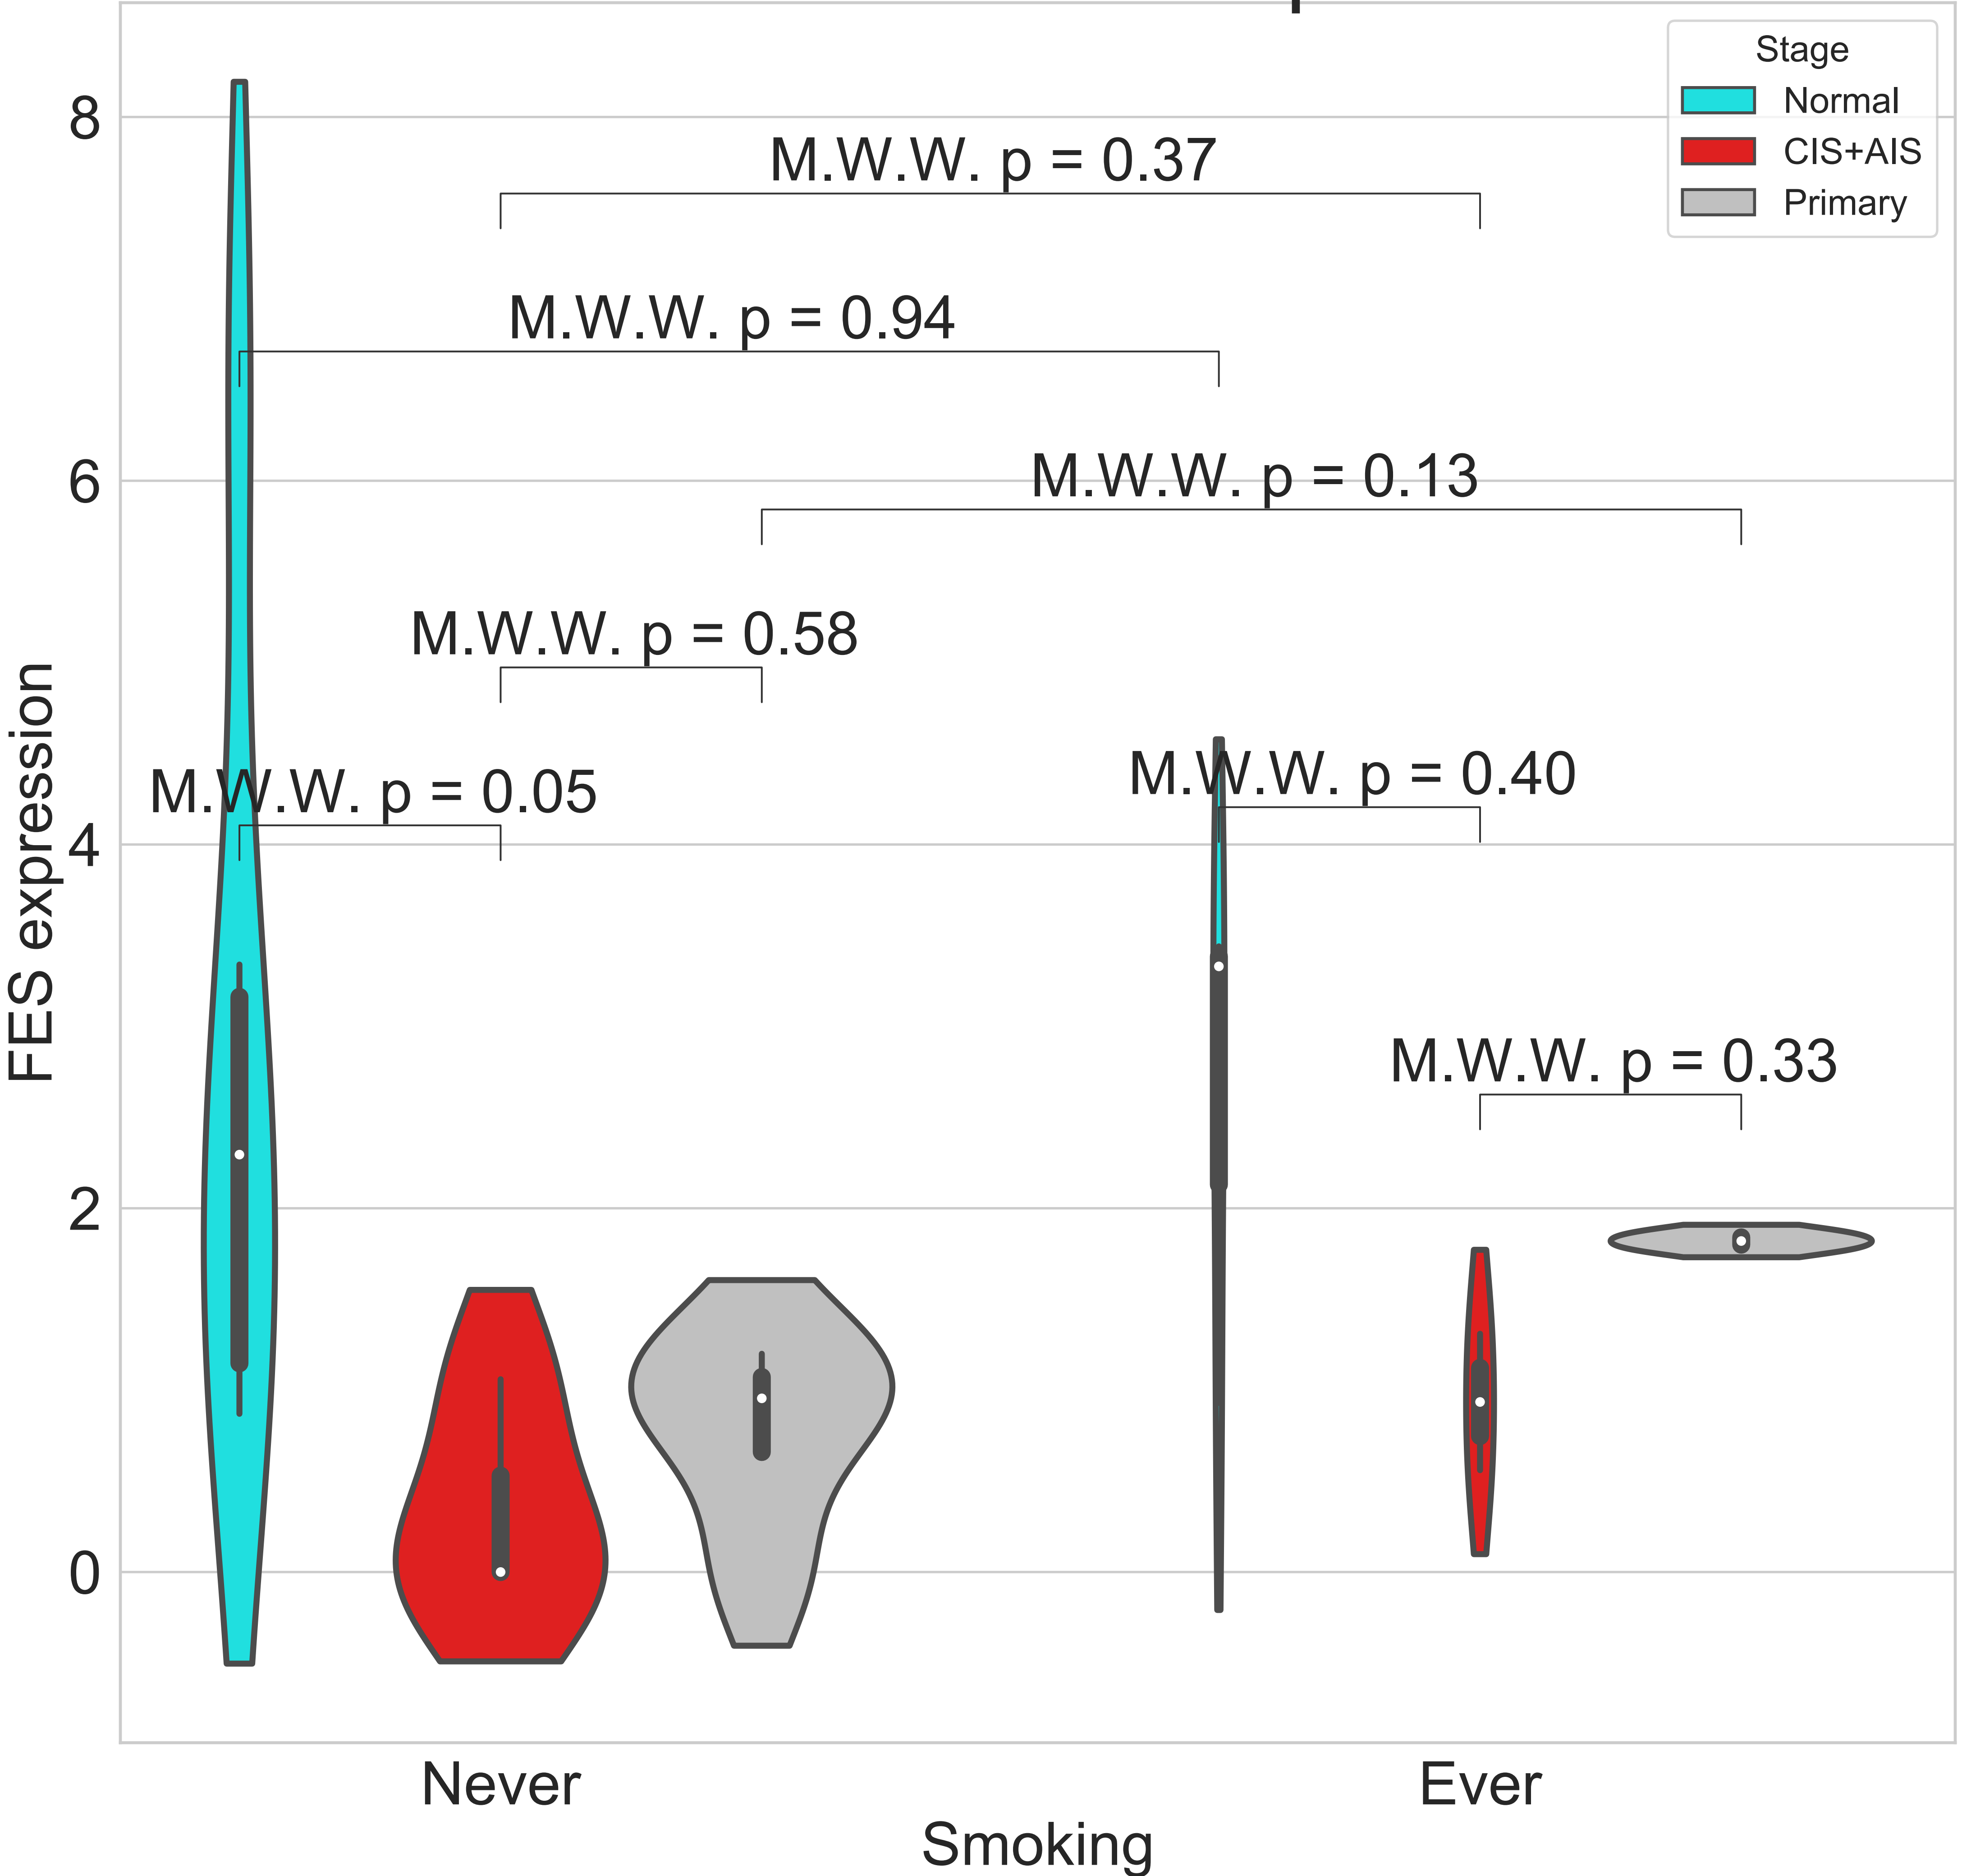 Stage
Normal
CIS+AIS
Primary
8
6
4
2
0
FES expression
M.W.W. p = 0.37
M.W.W. p = 0.94
M.W.W. p = 0.13
M.W.W. p = 0.58
M.W.W. p = 0.05
M.W.W. p = 0.40
M.W.W. p = 0.33
Never
Ever
Smoking